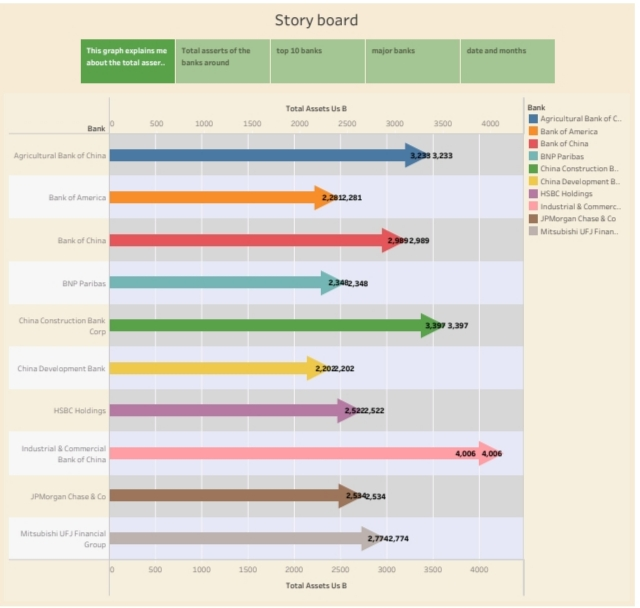 Story board
This graph explains me
about the total asser..
Total asserts of the
banks around
top 10 banks
major banks
date and months
Total Assets Us B
Bank
0 500 1000 1500 2000 2500 3000 3500 4000
Agricultural Bank of China
3,233 3,233
Bank of America
2,281 2,281
Bank of China
2,989 2,989
BNP Paribas
2,348 2,348
China Construction Bank
Corp
3,397 3,397
China Development Bank
2,202 2,202
HSBC Holdings
2,522 2,522
Industrial & Commercial
Bank of China
4,006 4,006
JPMorgan Chase & Co
2,534 2,534
Mitsubishi UFJ Financial
Group
2,774 2,774
0 500 1000 1500 2000 2500 3000 3500 4000
Total Assets Us B
Bank
Agricultural Bank of C..
Bank of America
Bank of China
BNP Paribas
China Construction B..
China Development B..
HSBC Holdings
Industrial & Commerc..
JPMorgan Chase & Co
Mitsubishi UFJ Finan..